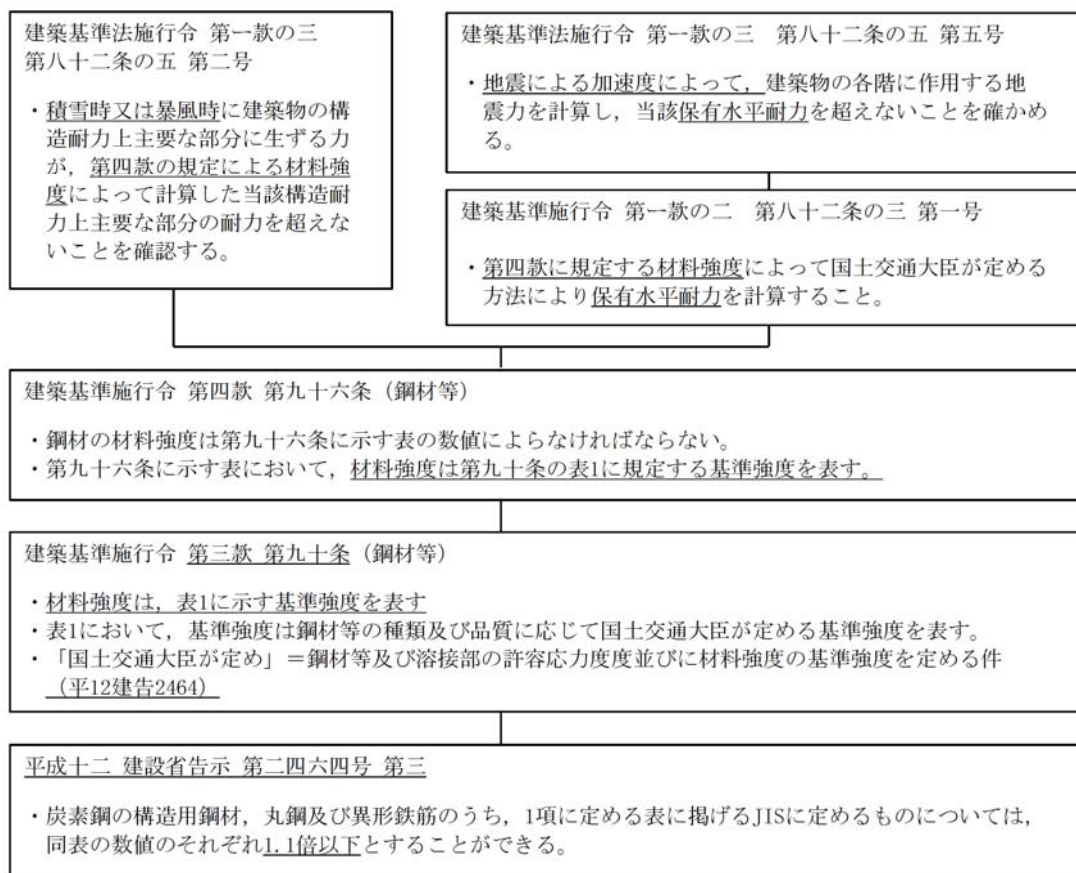 建築基準法施行令 第一款の三
第八十二条の五 第二号
・積雪時又は暴風時に建築物の構
造耐力上主要な部分に生ずる力
が，第四款の規定による材料強
度によって計算した当該構造耐
力上主要な部分の耐力を超えな
いことを確認する。
建築基準法施行令 第一款の三 第八十二条の五 第五号
・地震による加速度によって，建築物の各階に作用する地
震力を計算し，当該保有水平耐力を超えないことを確かめ
る。
建築基準施行令 第一款の二 第八十二条の三 第一号
・第四款に規定する材料強度によって国土交通大臣が定める
方法により保有水平耐力を計算すること。
建築基準施行令 第四款 第九十六条（鋼材等）
・鋼材の材料強度は第九十六条に示す表の数値によらなければならない。
・第九十六条に示す表において，材料強度は第九十条の表1に規定する基準強度を表す。
建築基準施行令 第三款 第九十条（鋼材等）
・材料強度は，表1に示す基準強度を表す
・表1において，基準強度は鋼材等の種類及び品質に応じて国土交通大臣が定める基準強度を表す。
・「国土交通大臣が定め」＝鋼材等及び溶接部の許容応力度度並びに材料強度の基準強度を定める件
（平12建告2464）
平成十二 建設省告示 第二四六四号 第三
・炭素鋼の構造用鋼材，丸鋼及び異形鉄筋のうち，1項に定める表に掲げるJISに定めるものについては，
同表の数値のそれぞれ1.1倍以下とすることができる。